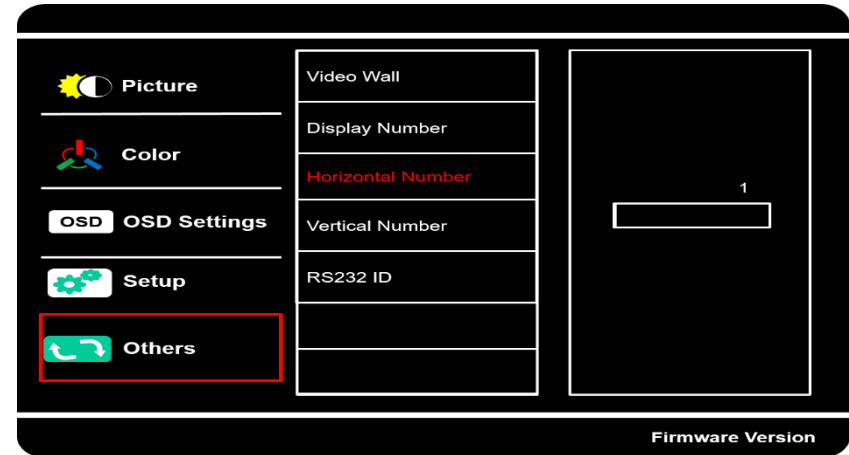 Picture
Color
OSD OSD Settings
Setup
Others
Video Wall
Display Number
Horizontal Number
Vertical Number
RS232 ID
1
Firmware Version